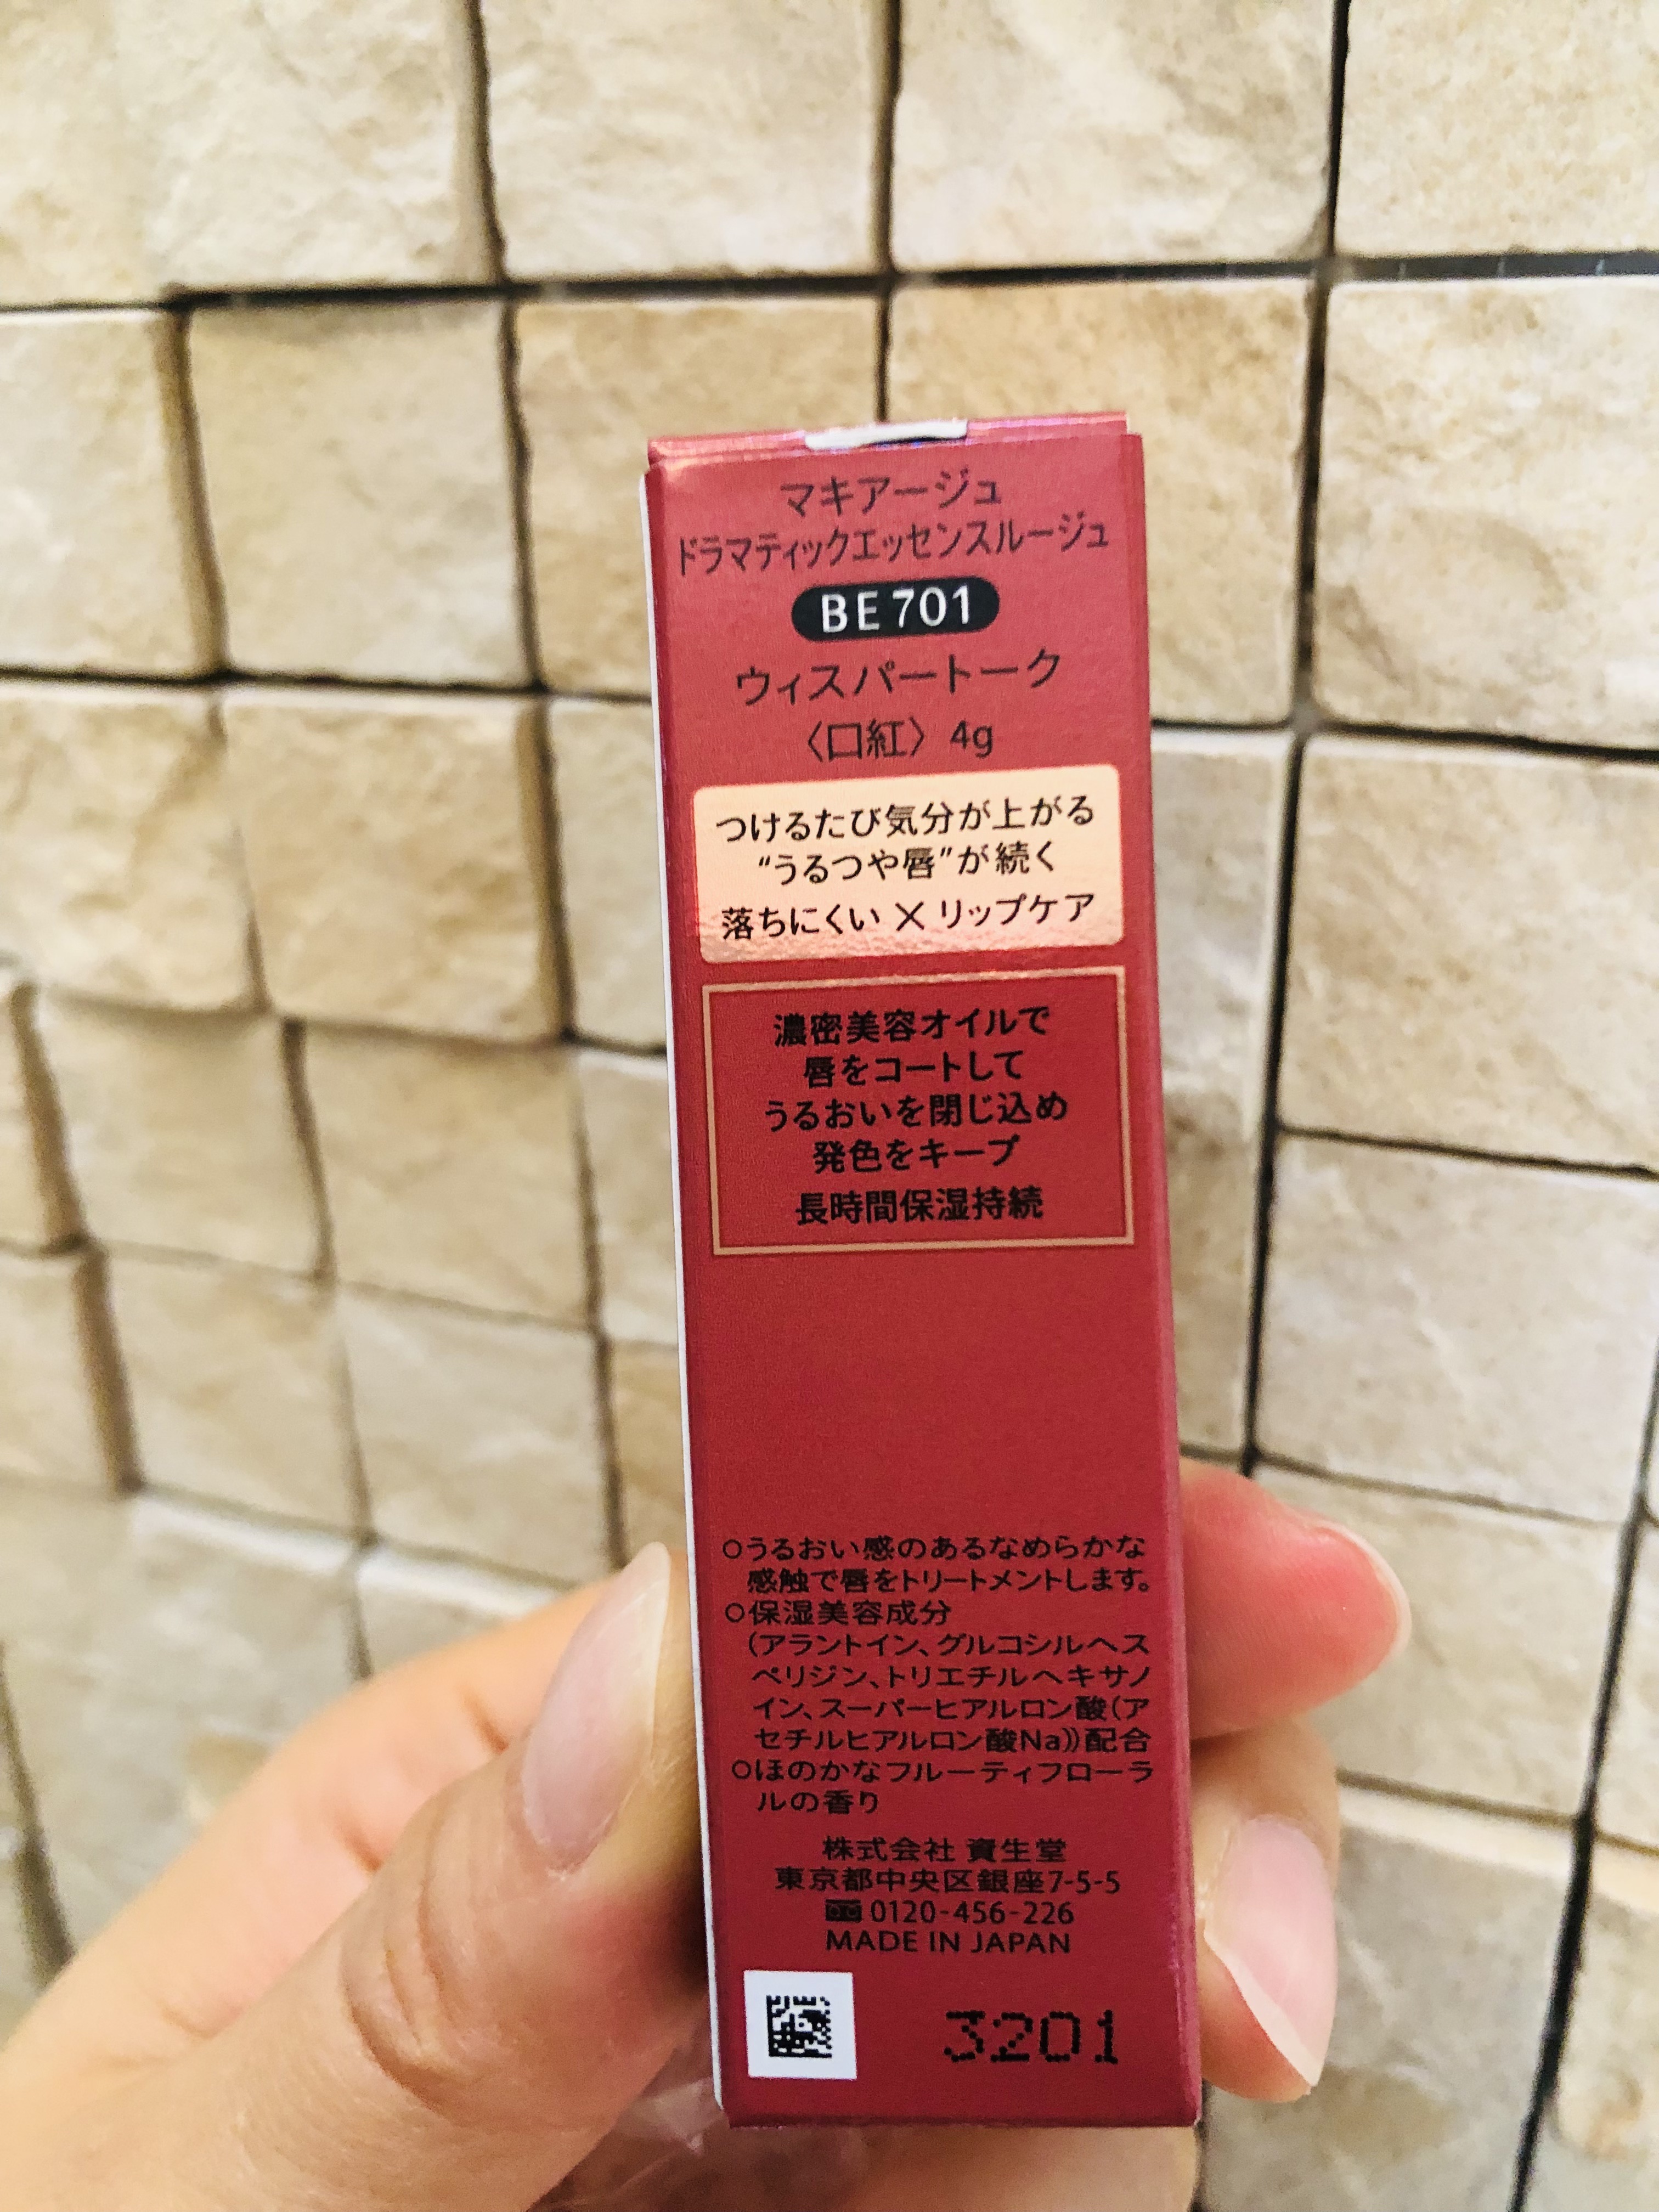 マキアージュ
ドラマティックエッセンスルージュ
BE701
ウィスパートーク
〈口紅〉 4g
つけるたび気分が上がる
“うるつや唇”が続く
落ちにくい×リップケア
濃密美容オイルで
唇をコートして
うるおいを閉じ込め
発色をキープ
長時間保湿持続
○うるおい感のあるなめらかな
感触で唇をトリートメントします。
○保湿美容成分
(アラントイン、グルコシルヘス
ペリジン、トリエチルヘキサノ
イン、スーパーヒアルロン酸(ア
セチルヒアルロン酸Na))配合
○ほのかなフルーティフローラ
ルの香り
株式会社 資生堂
東京都中央区銀座7-5-5
0120-456-226
MADE IN JAPAN
3201